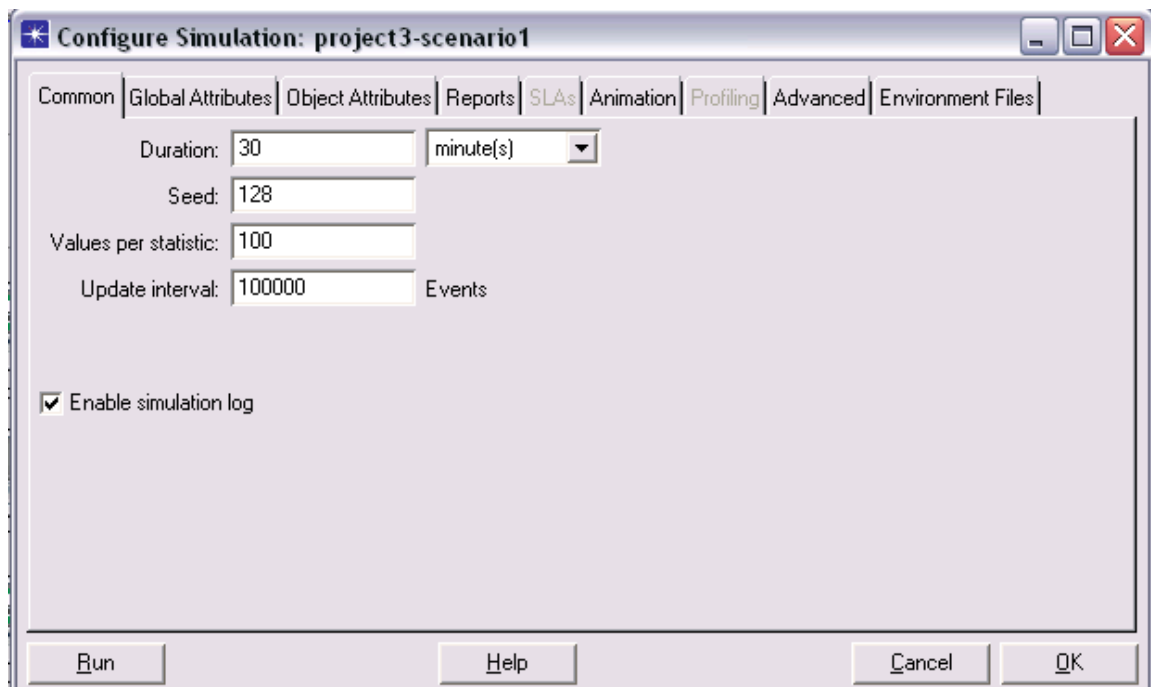 Configure Simulation: project3-scenario1
Common Global Attributes Object Attributes Reports SLAs Animation Profiling Advanced Environment Files
Duration: 30 minute(s)
Seed: 128
Values per statistic: 100
Update interval: 100000 Events
Enable simulation log
Run Help Cancel OK